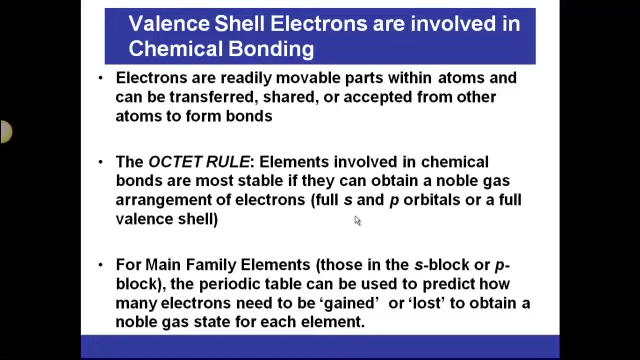 Valence Shell Electrons are involved in
Chemical Bonding
• Electrons are readily movable parts within atoms and
can be transferred, shared, or accepted from other
atoms to form bonds
• The OCTET RULE: Elements involved in chemical
bonds are most stable if they can obtain a noble gas
arrangement of electrons (full s and p orbitals or a full
valence shell)
• For Main Family Elements (those in the s-block or p-
block), the periodic table can be used to predict how
many electrons need to be ‘gained’ or ‘lost’ to obtain a
noble gas state for each element.